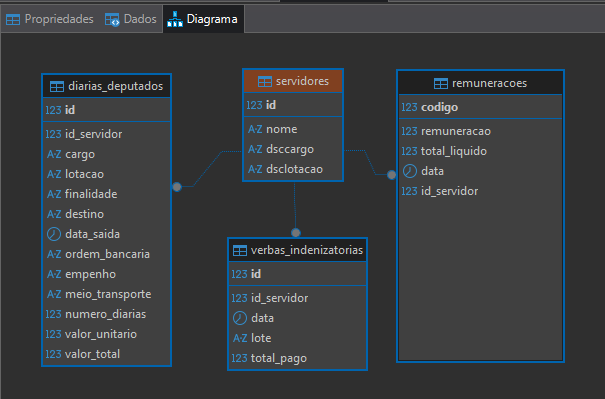 Propriedades
Dados
Diagrama
diarias_deputados
123 id
123 id_servidor
A-Z cargo
A-Z lotacao
A-Z finalidade
A-Z destino
data_saida
A-Z ordem_bancaria
A-Z empenho
A-Z meio_transporte
123 numero_diarias
123 valor_unitario
123 valor_total
servidores
123 id
A-Z nome
A-Z dsccargo
A-Z dsclotacao
verbas_indenizatorias
123 id
123 id_servidor
data
A-Z lote
123 total_pago
remuneracoes
123 codigo
123 remuneracao
123 total_liquido
data
123 id_servidor